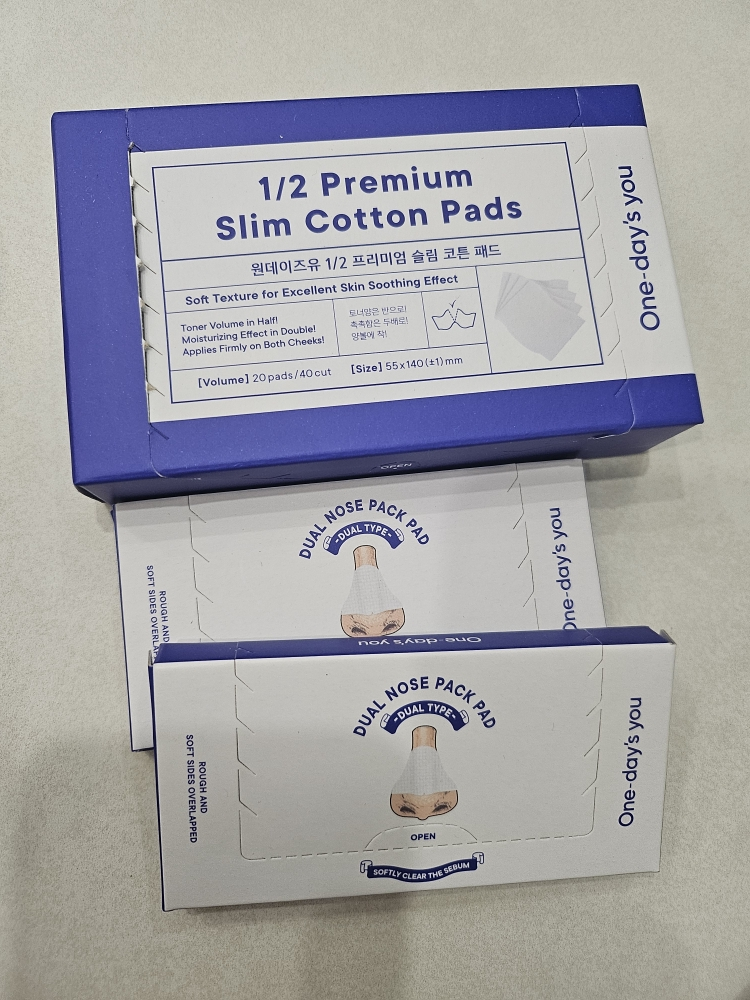 1/2 Premium
Slim Cotton Pads
원데이즈유 1/2 프리미엄 슬림 코튼 패드
Soft Texture for Excellent Skin Soothing Effect
Toner Volume in Half!
Moisturizing Effect in Double!
Applies Firmly on Both Cheeks!
토너양은 반으로!
촉촉함은 두배로!
양볼에 착!
[Volume] 20 pads / 40 cut [Size] 55 x 140 (±1) mm
One-day's you
OPEN
DUAL NOSE PACK PAD
-DUAL TYPE-
ROUGH AND
SOFT SIDES OVERLAP
One-day's you
One-day's you
DUAL NOSE PACK PAD
-DUAL TYPE-
ROUGH AND
SOFT SIDES OVERLAPPED
OPEN
SOFTLY CLEAR THE SEBUM
One-day's you